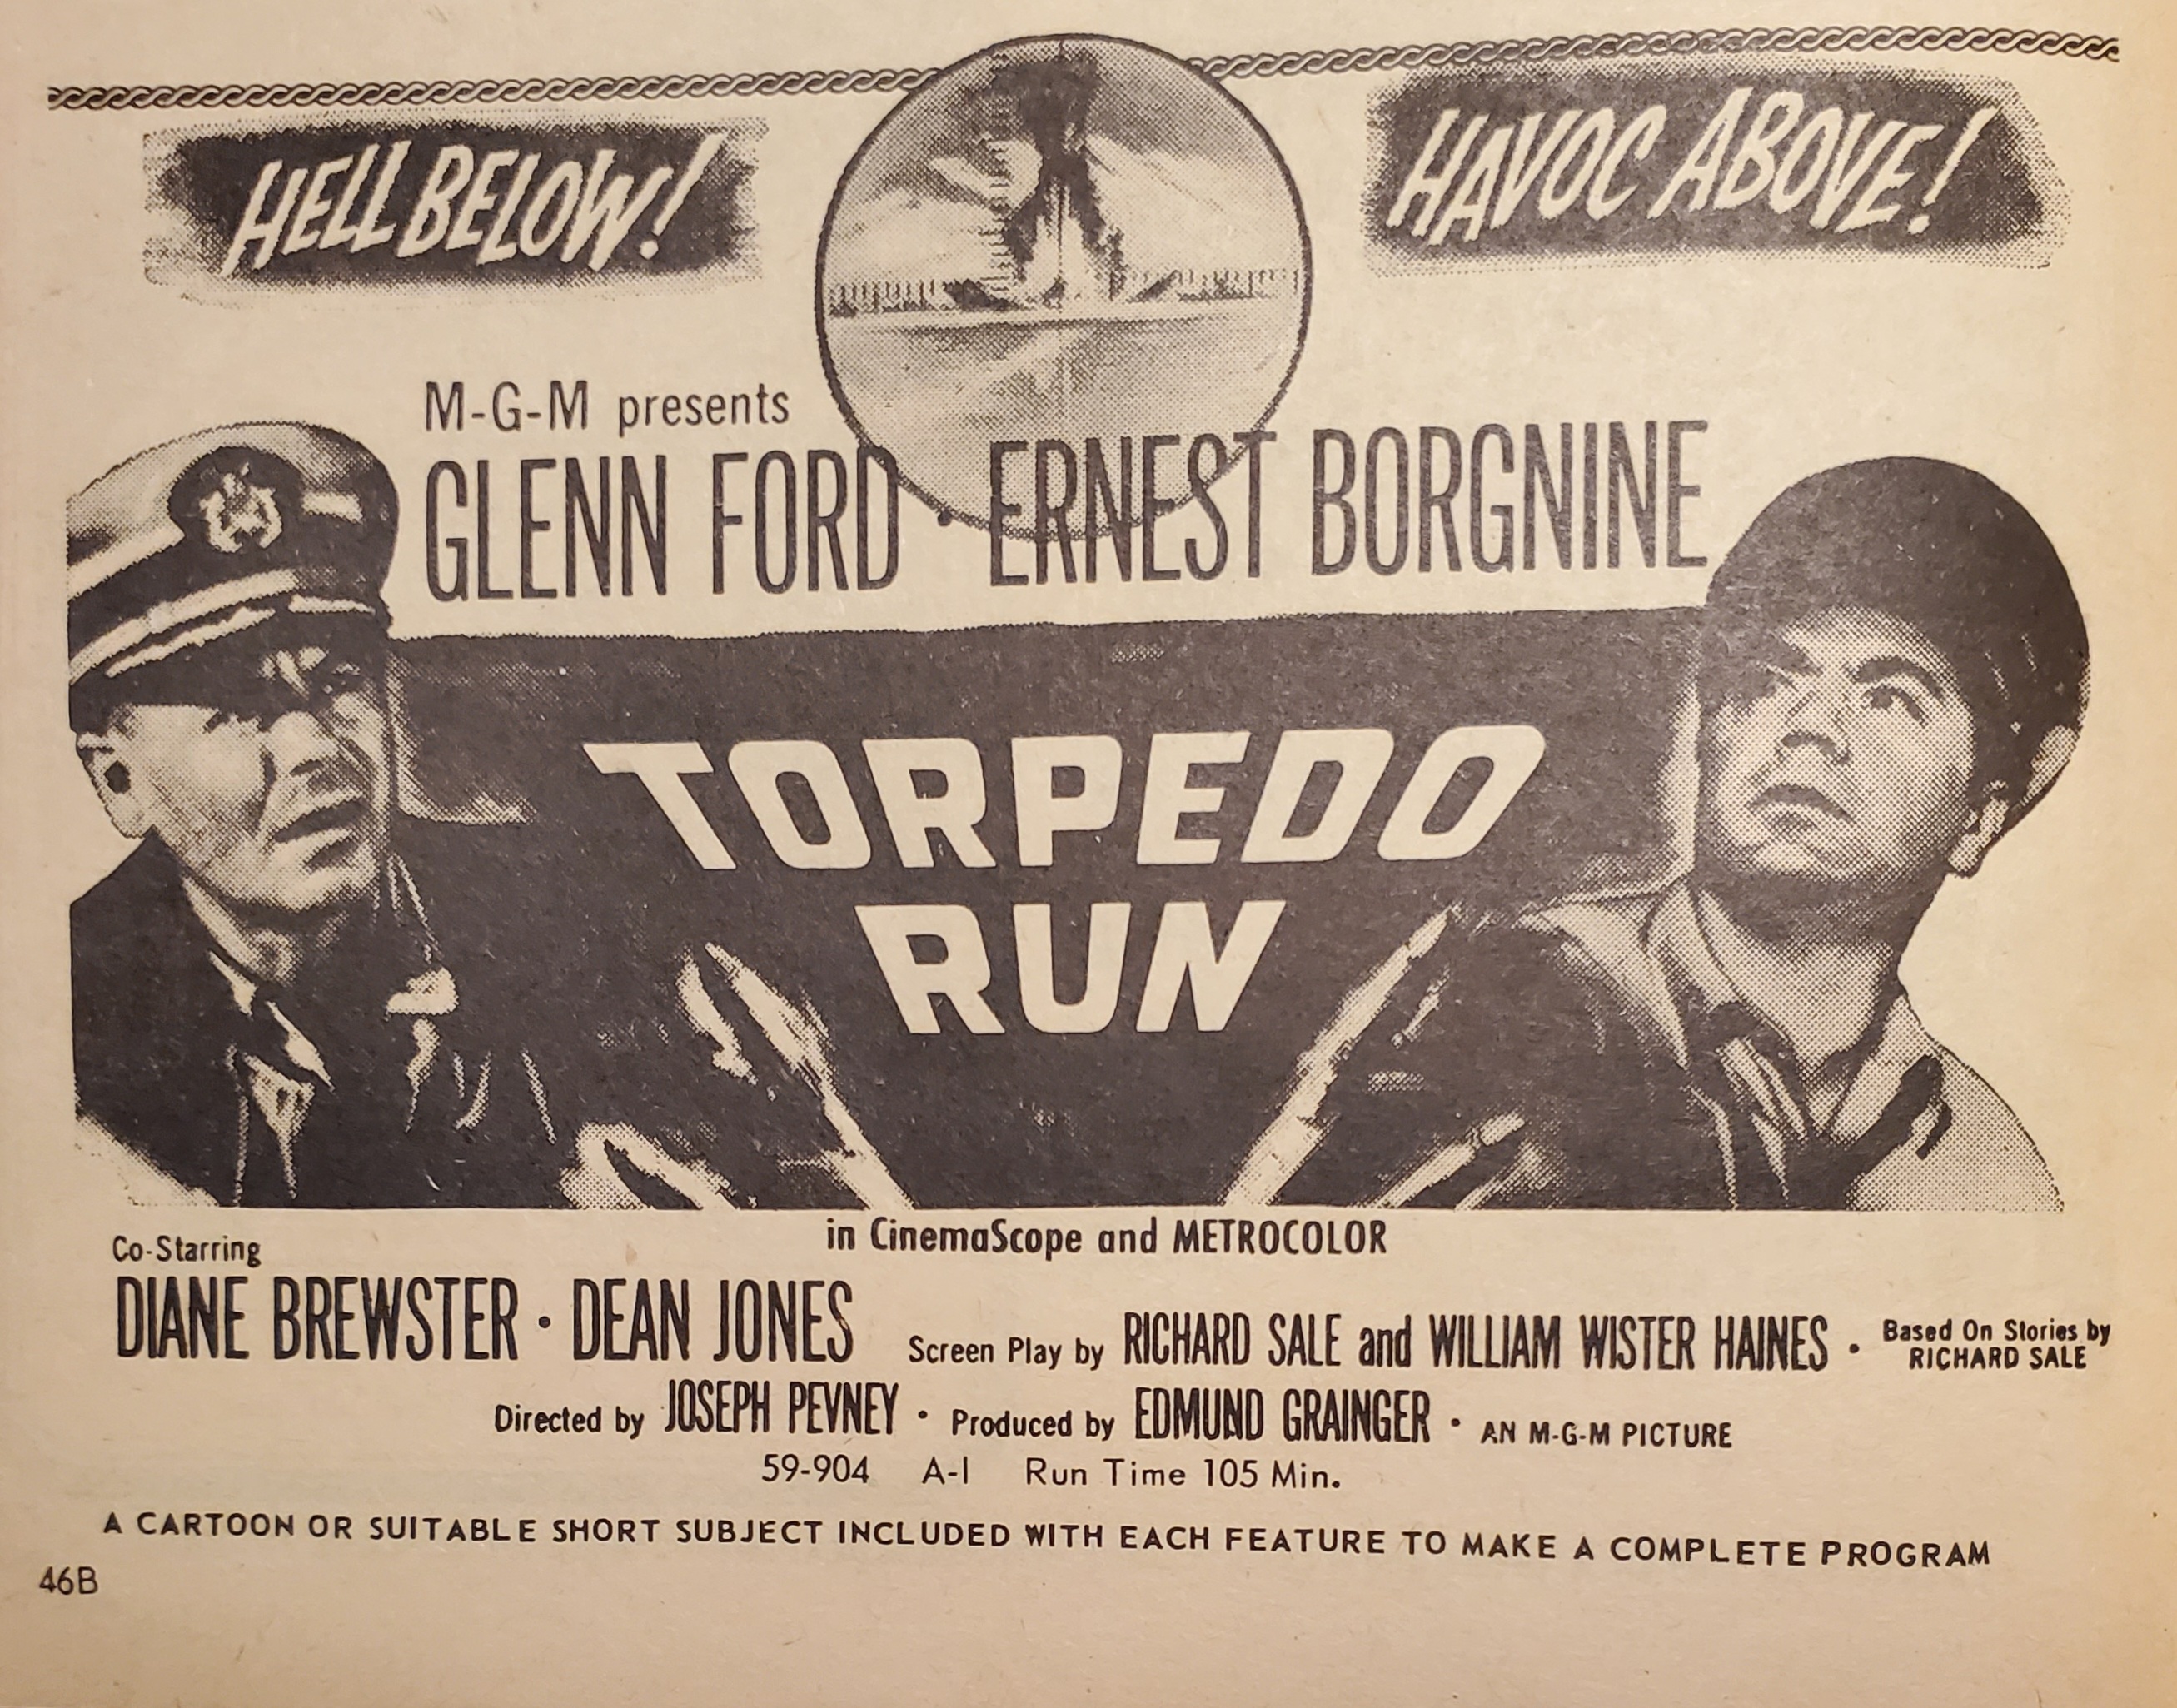 HELL BELOW!
HAVOC ABOVE!
M-G-M presents
GLENN FORD · ERNEST BORGNINE
TORPEDO
RUN
in CinemaScope and METROCOLOR
Co-Starring
DIANE BREWSTER · DEAN JONES
Screen Play by RICHARD SALE and WILLIAM WISTER HAINES · Based On Stories by
RICHARD SALE
Directed by JOSEPH PEVNEY · Produced by EDMUND GRAINGER · AN M-G-M PICTURE
59-904 A-I Run Time 105 Min.
A CARTOON OR SUITABLE SHORT SUBJECT INCLUDED WITH EACH FEATURE TO MAKE A COMPLETE PROGRAM
46B